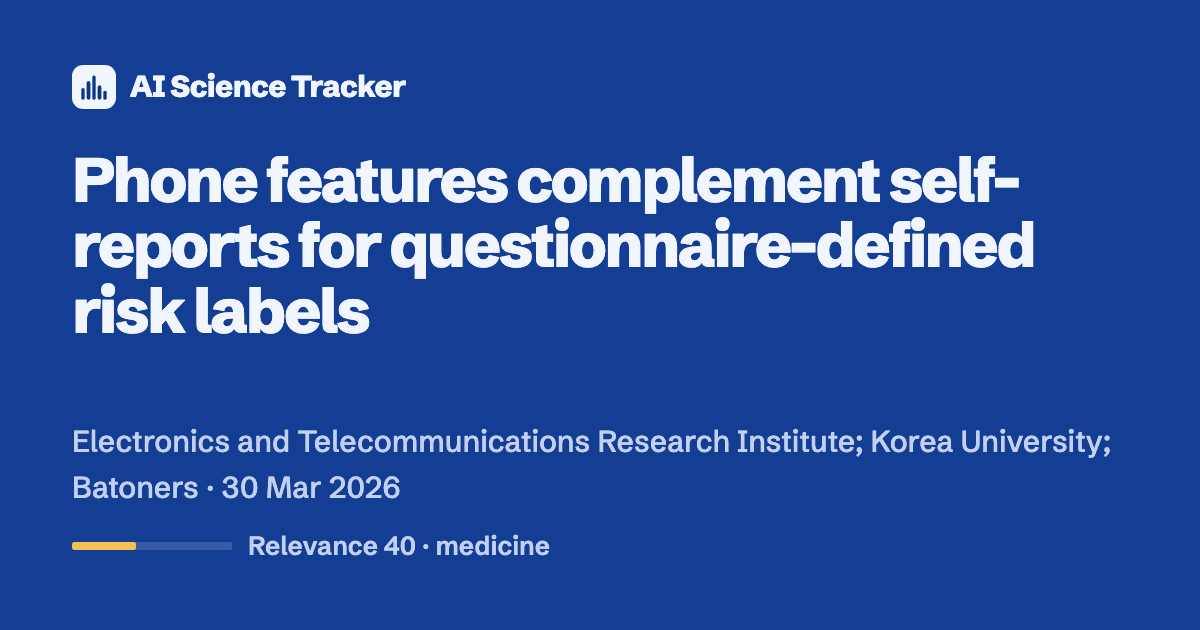 AI Science Tracker
Phone features complement self-
reports for questionnaire-defined
risk labels
Electronics and Telecommunications Research Institute; Korea University;
Batoners · 30 Mar 2026
Relevance 40 · medicine